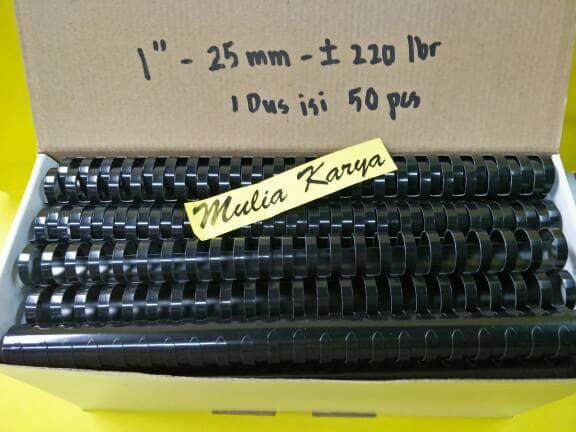 1" - 25 mm - ± 220 lbr
1 Dus isi 50 pcs
Mulia Karya